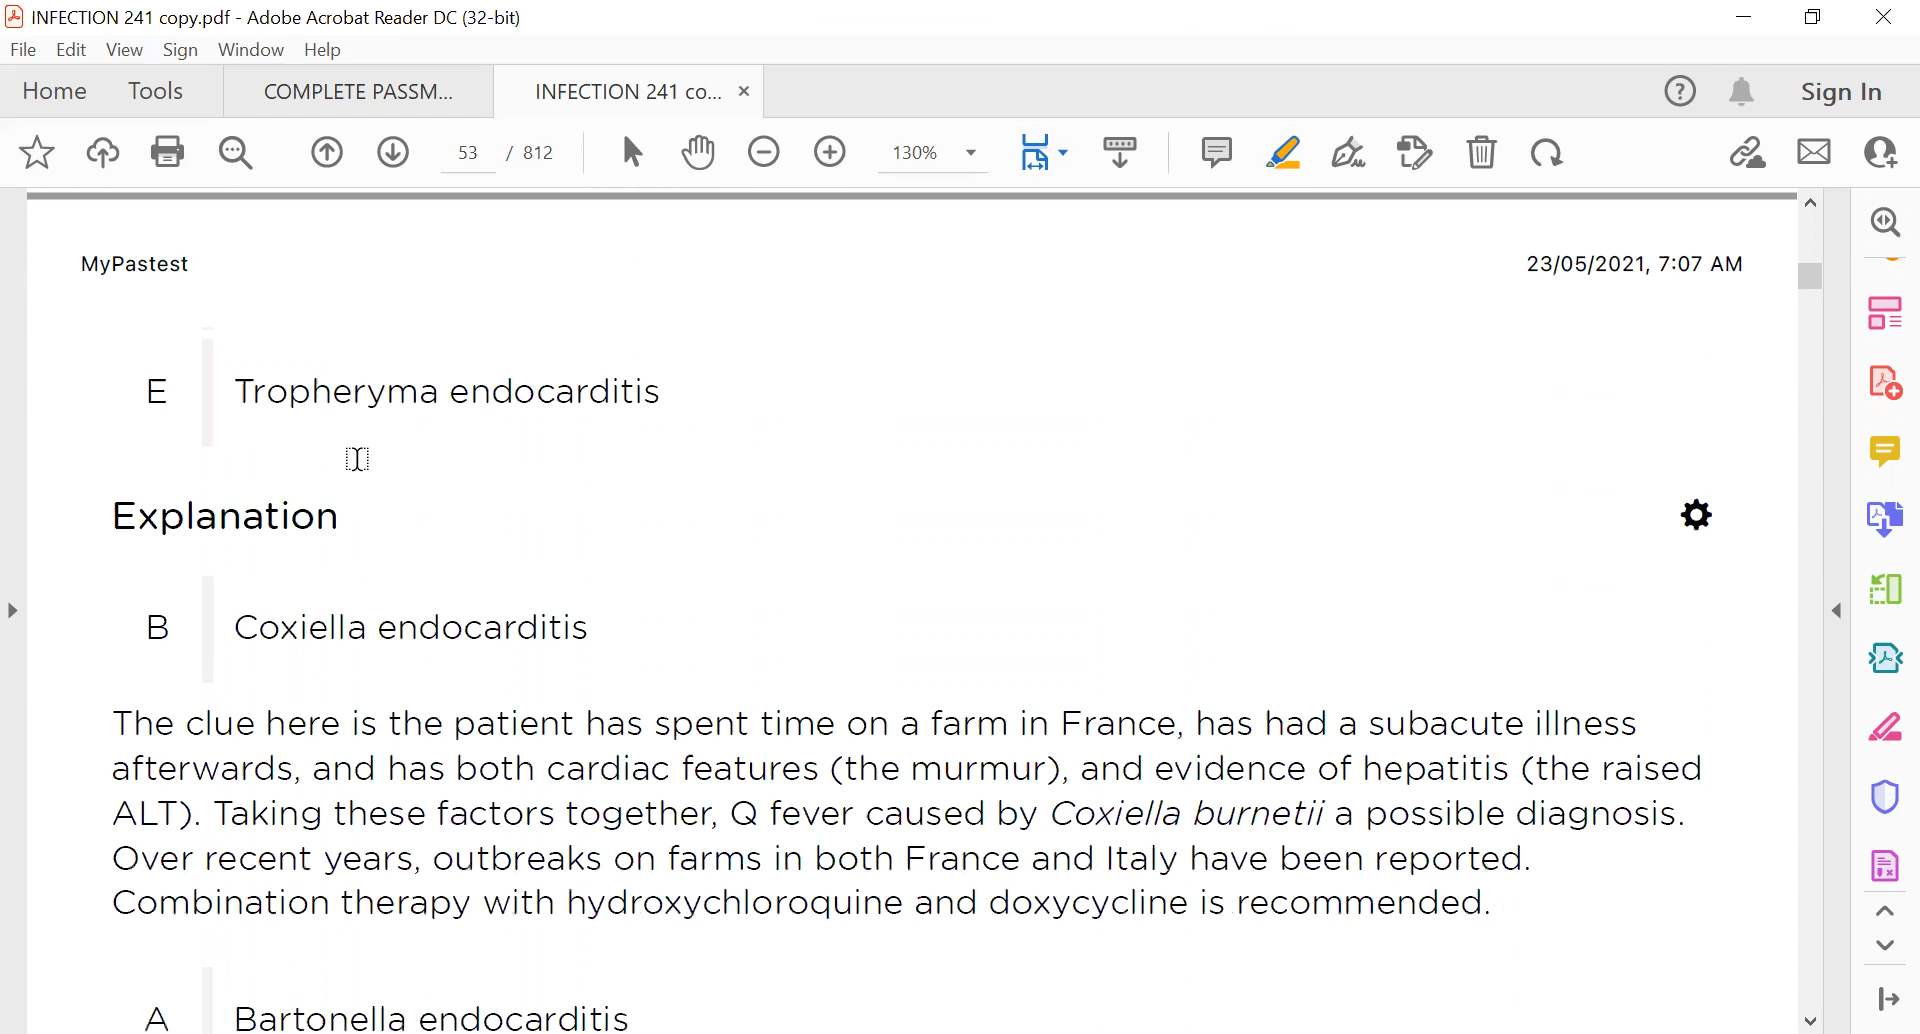 INFECTION 241 copy.pdf - Adobe Acrobat Reader DC (32-bit)
File Edit View Sign Window Help
Home Tools COMPLETE PASSM... INFECTION 241 co... × Sign In
53 / 812 130%
MyPastest 23/05/2021, 7:07 AM
E Tropheryma endocarditis
Explanation
B Coxiella endocarditis
The clue here is the patient has spent time on a farm in France, has had a subacute illness
afterwards, and has both cardiac features (the murmur), and evidence of hepatitis (the raised
ALT). Taking these factors together, Q fever caused by Coxiella burnetii a possible diagnosis.
Over recent years, outbreaks on farms in both France and Italy have been reported.
Combination therapy with hydroxychloroquine and doxycycline is recommended.
A Bartonella endocarditis